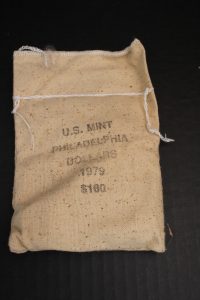 U.S. MINT
PHILADELPHIA
DOLLARS
1979
$100